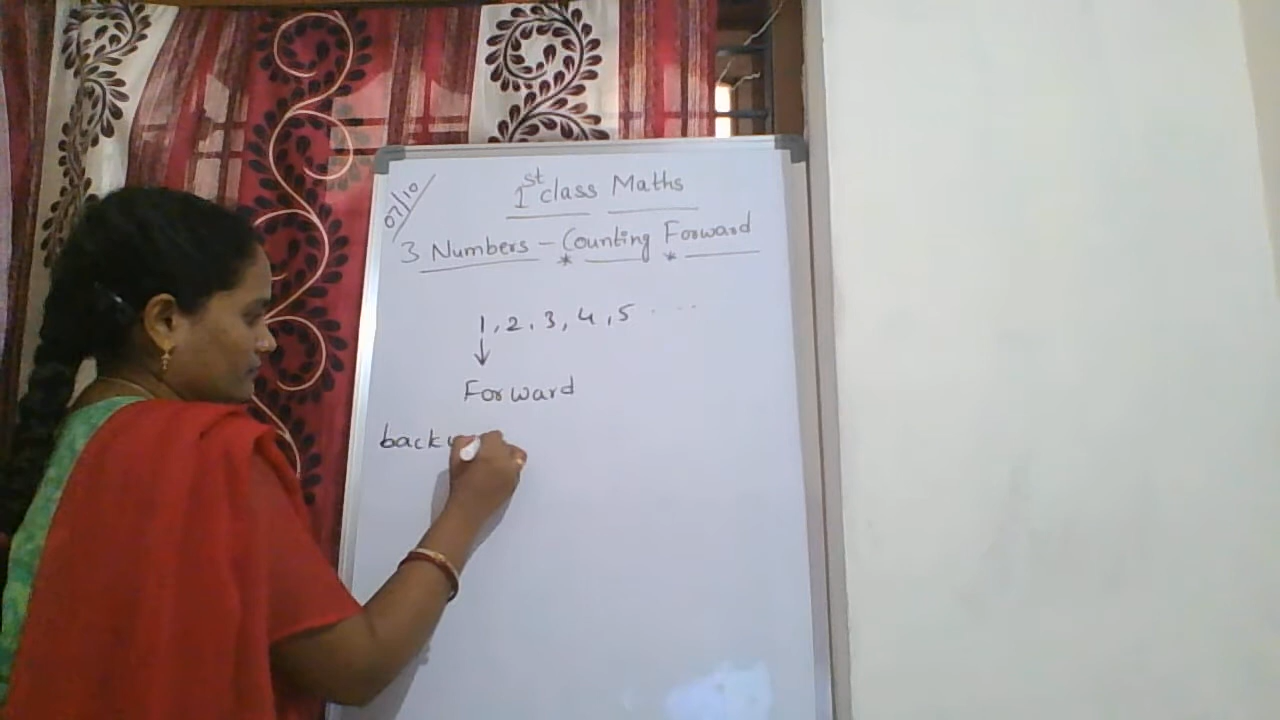 07/10
1st class Maths
3 Numbers - Counting Forward
* *
1, 2, 3, 4, 5 . . .
↓
Forward
back